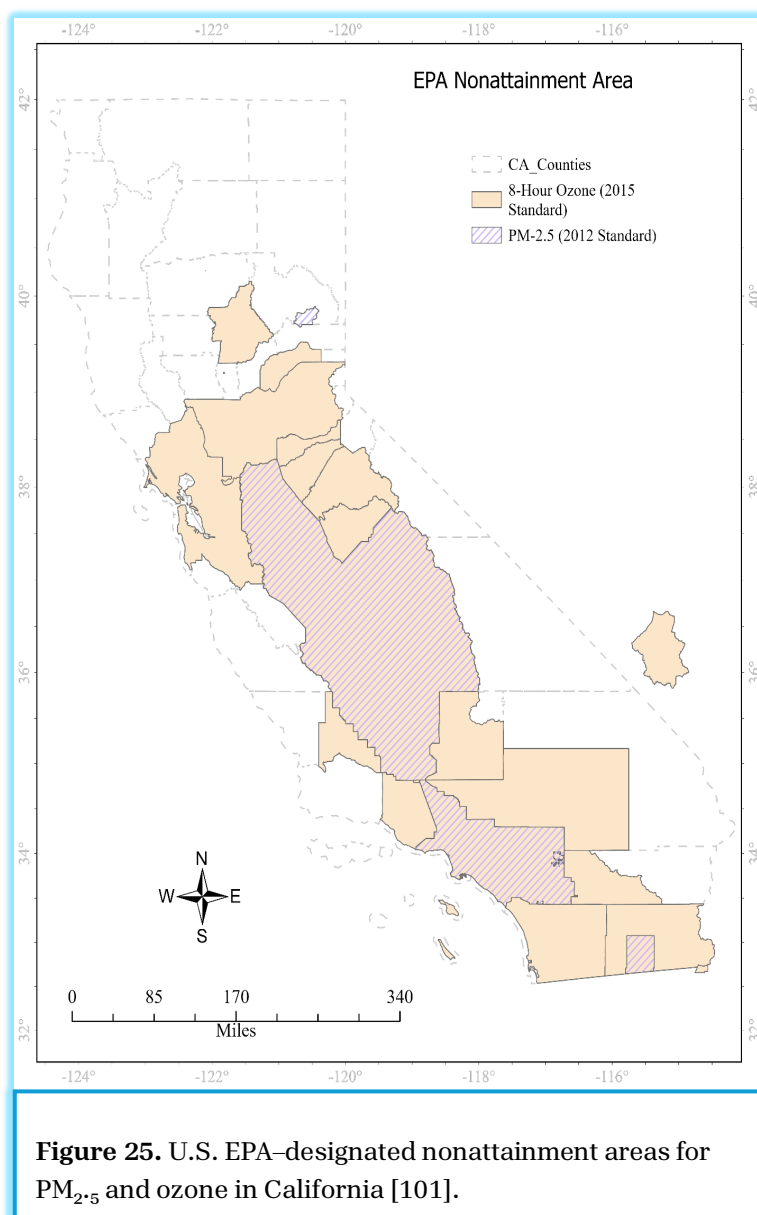 -124° -122° -120° -118° -116°
EPA Nonattainment Area
CA_Counties
8-Hour Ozone (2015
Standard)
PM-2.5 (2012 Standard)
42°
42°
40°
40°
38°
38°
36°
36°
34°
34°
32°
32°
N
W E
S
0 85 170 340
Miles
-124° -122° -120° -118° -116°
Figure 25. U.S. EPA–designated nonattainment areas for
PM₂.₅ and ozone in California [101].